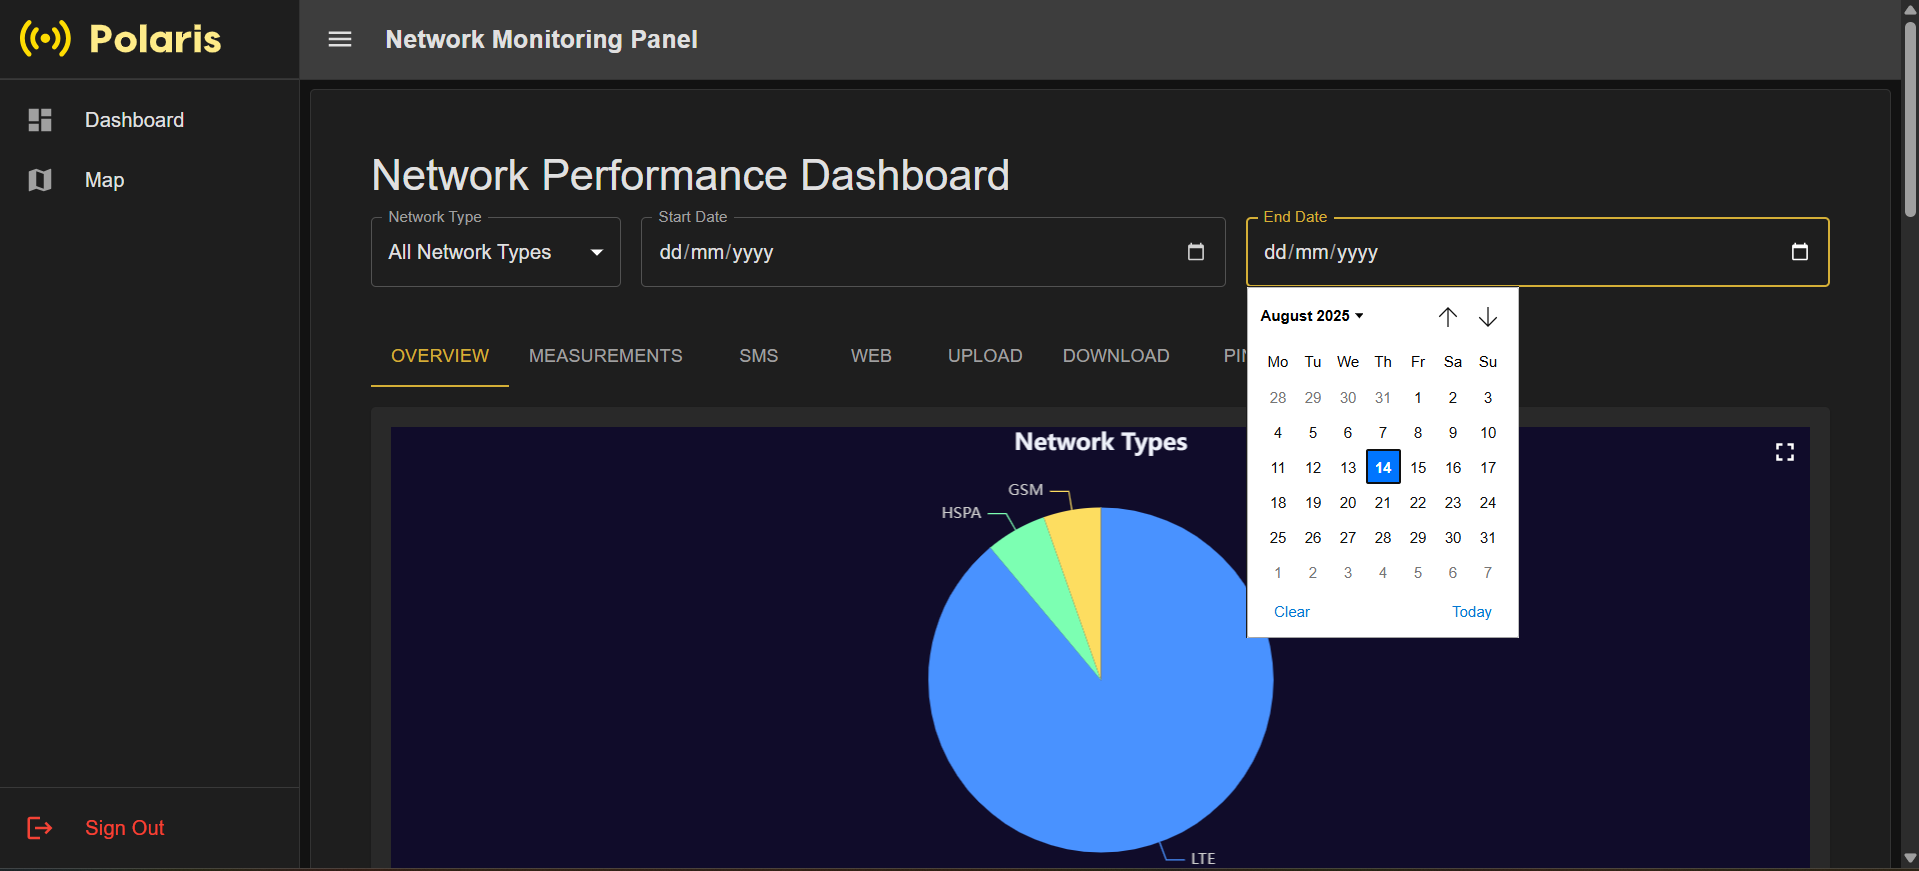 Polaris
Network Monitoring Panel
Dashboard
Map
Network Performance Dashboard
Network Type
All Network Types
Start Date
dd/mm/yyyy
End Date
dd/mm/yyyy
August 2025
Mo Tu We Th Fr Sa Su
28 29 30 31 1 2 3
4 5 6 7 8 9 10
11 12 13 14 15 16 17
18 19 20 21 22 23 24
25 26 27 28 29 30 31
1 2 3 4 5 6 7
Clear Today
OVERVIEW MEASUREMENTS SMS WEB UPLOAD DOWNLOAD
Network Types
GSM
HSPA
LTE
Sign Out